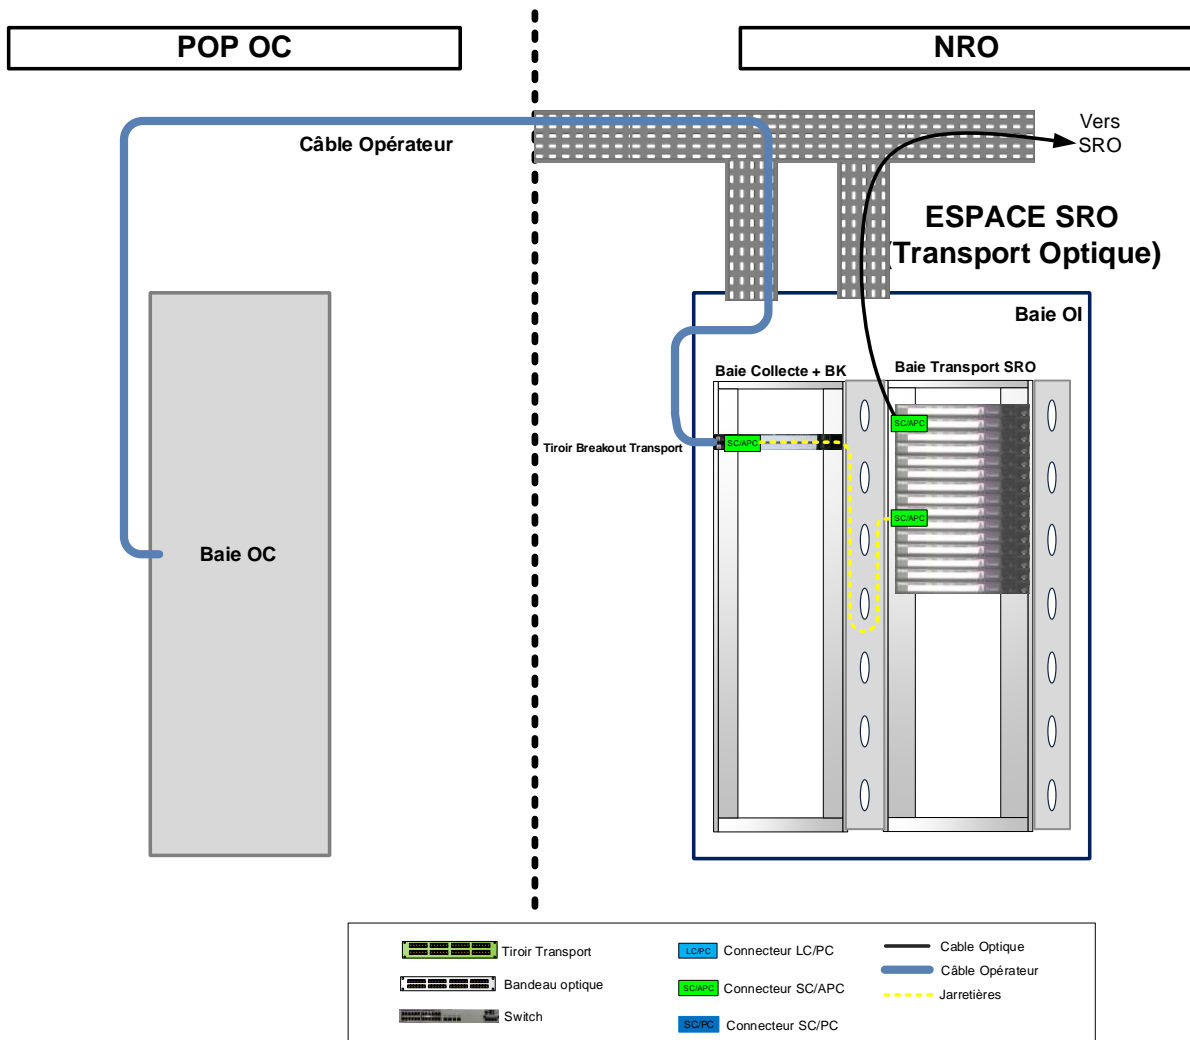 POP OC
NRO
Câble Opérateur
Vers
SRO
ESPACE SRO
(Transport Optique)
Baie OI
Baie Collecte + BK
Baie Transport SRO
SC/APC
Tiroir Breakout Transport
SC/APC
SC/APC
Baie OC
Tiroir Transport
LC/PC
Connecteur LC/PC
Cable Optique
Bandeau optique
SC/APC
Connecteur SC/APC
Câble Opérateur
Jarretières
Switch
SC/PC
Connecteur SC/PC